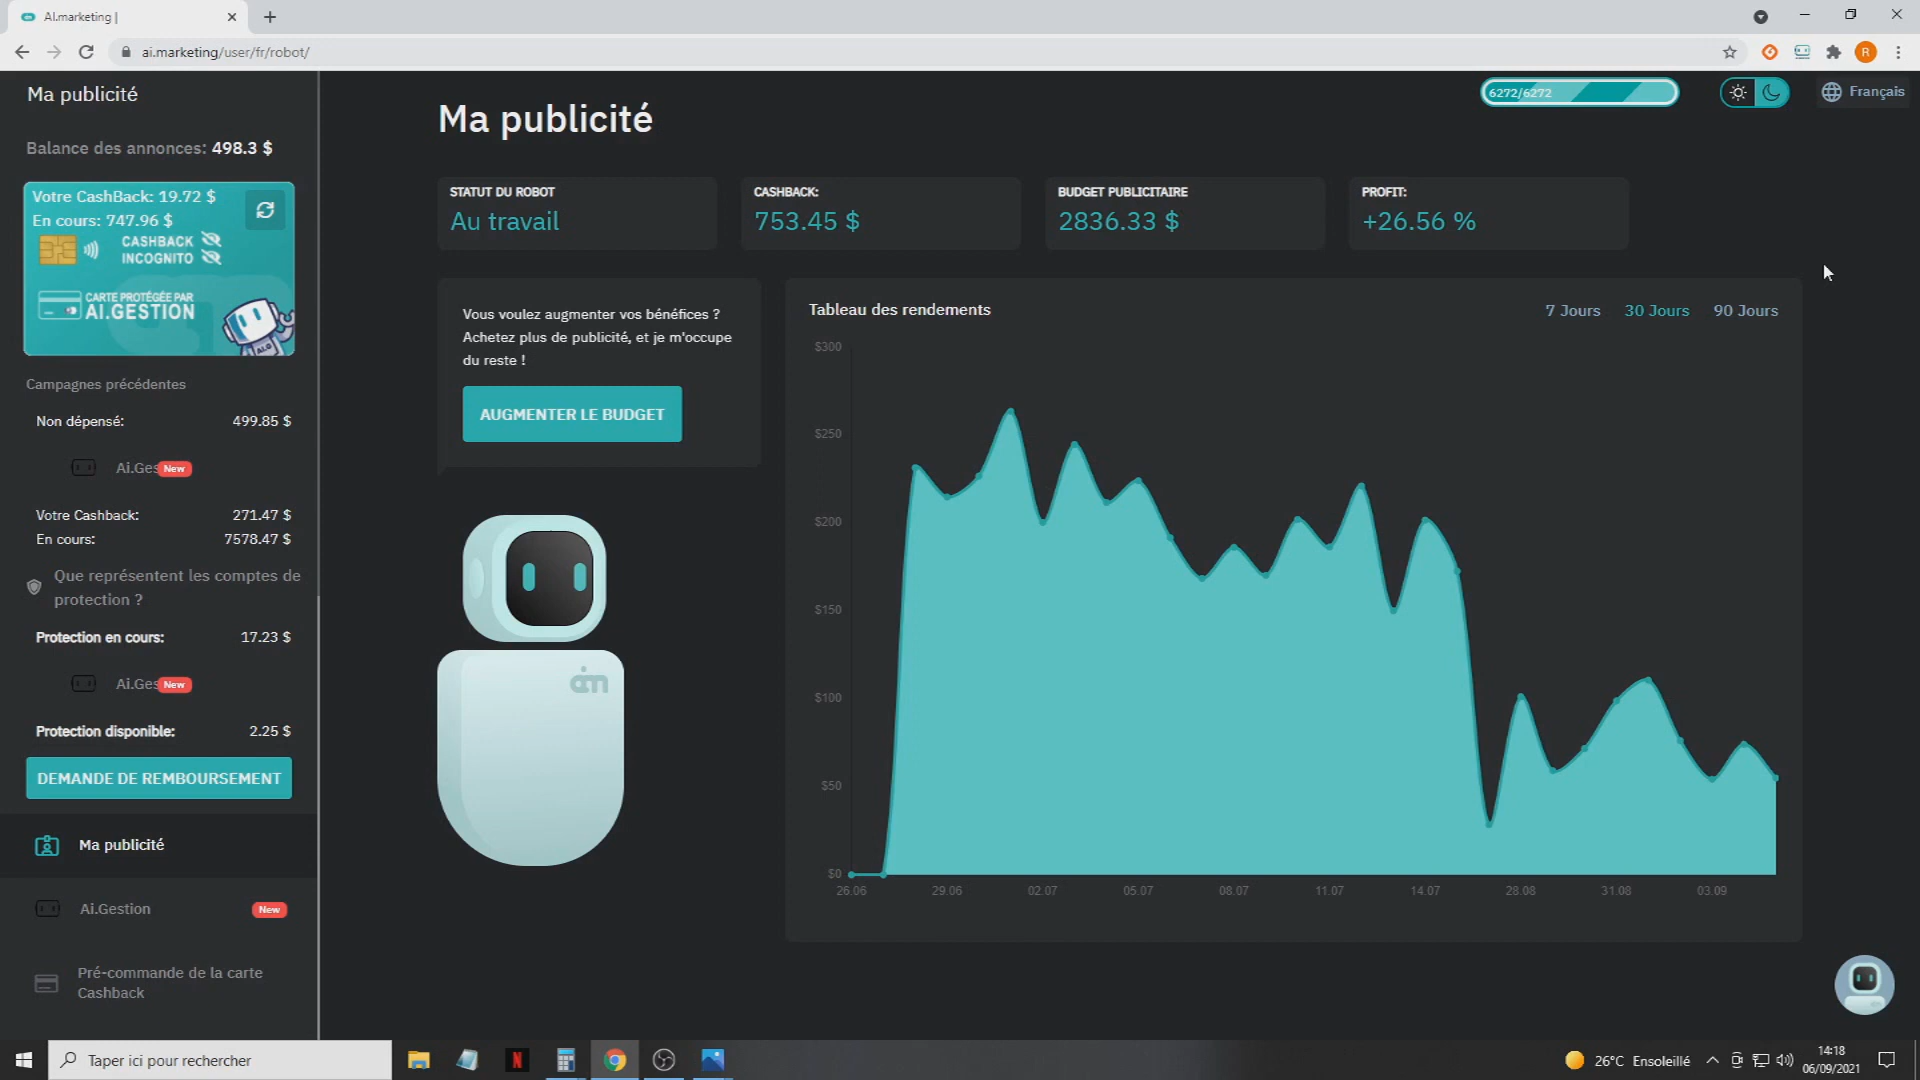 AI.marketing |
ai.marketing/user/fr/robot/
R
Ma publicité
Balance des annonces: 498.3 $
Votre CashBack: 19.72 $
En cours: 747.96 $
CASHBACK
INCOGNITO
CARTE PROTÉGÉE PAR
AI.GESTION
Campagnes précédentes
Non dépensé: 499.85 $
Ai.Ges New
Votre Cashback: 271.47 $
En cours: 7578.47 $
Que représentent les comptes de
protection ?
Protection en cours: 17.23 $
Ai.Ges New
Protection disponible: 2.25 $
DEMANDE DE REMBOURSEMENT
Ma publicité
Ai.Gestion New
Pré-commande de la carte
Cashback
Ma publicité
6272/6272
Français
STATUT DU ROBOT
Au travail
CASHBACK:
753.45 $
BUDGET PUBLICITAIRE
2836.33 $
PROFIT:
+26.56 %
Vous voulez augmenter vos bénéfices ?
Achetez plus de publicité, et je m'occupe
du reste !
AUGMENTER LE BUDGET
aim
Tableau des rendements
7 Jours 30 Jours 90 Jours
$300
$250
$200
$150
$100
$50
$0
26.06 29.06 02.07 05.07 08.07 11.07 14.07 28.08 31.08 03.09
Taper ici pour rechercher
N
26°C Ensoleillé
14:18
06/09/2021